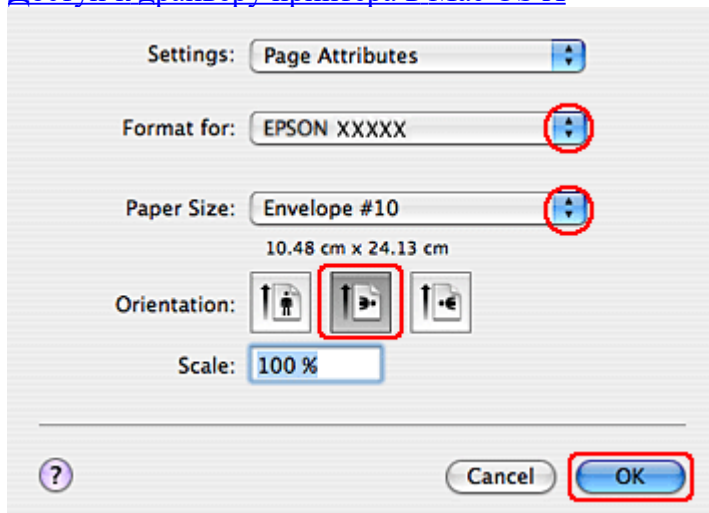 Settings: Page Attributes
Format for: EPSON XXXXX
Paper Size: Envelope #10
10.48 cm x 24.13 cm
Orientation:
Scale: 100 %
? Cancel OK